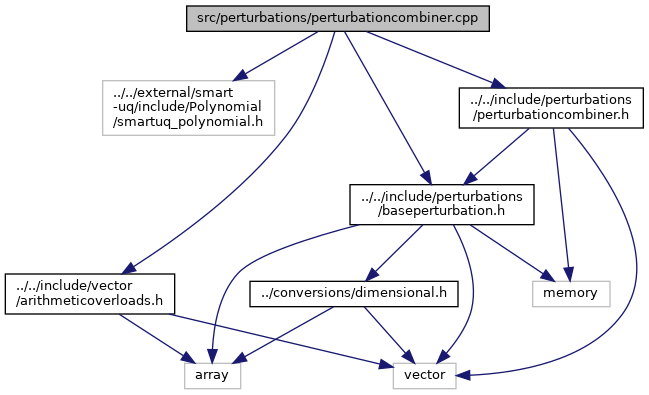 src/perturbations/perturbationcombiner.cpp
../../external/smart
-uq/include/Polynomial
/smartuq_polynomial.h
../../include/perturbations
/perturbationcombiner.h
../../include/perturbations
/baseperturbation.h
../../include/vector
/arithmeticoverloads.h
../conversions/dimensional.h
memory
array
vector